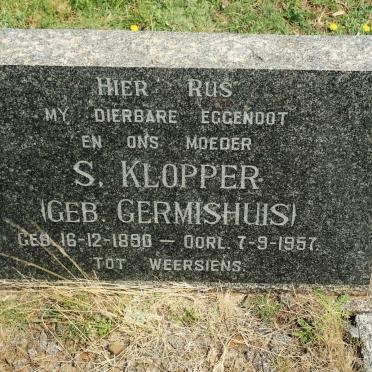 HIER RUS
MY DIERBARE EGGENOOT
EN ONS MOEDER
S. KLOPPER
(GEB. GERMISHUIS)
GEB. 16-12-1890 — OORL. 7-9-1957.
TOT WEERSIENS.